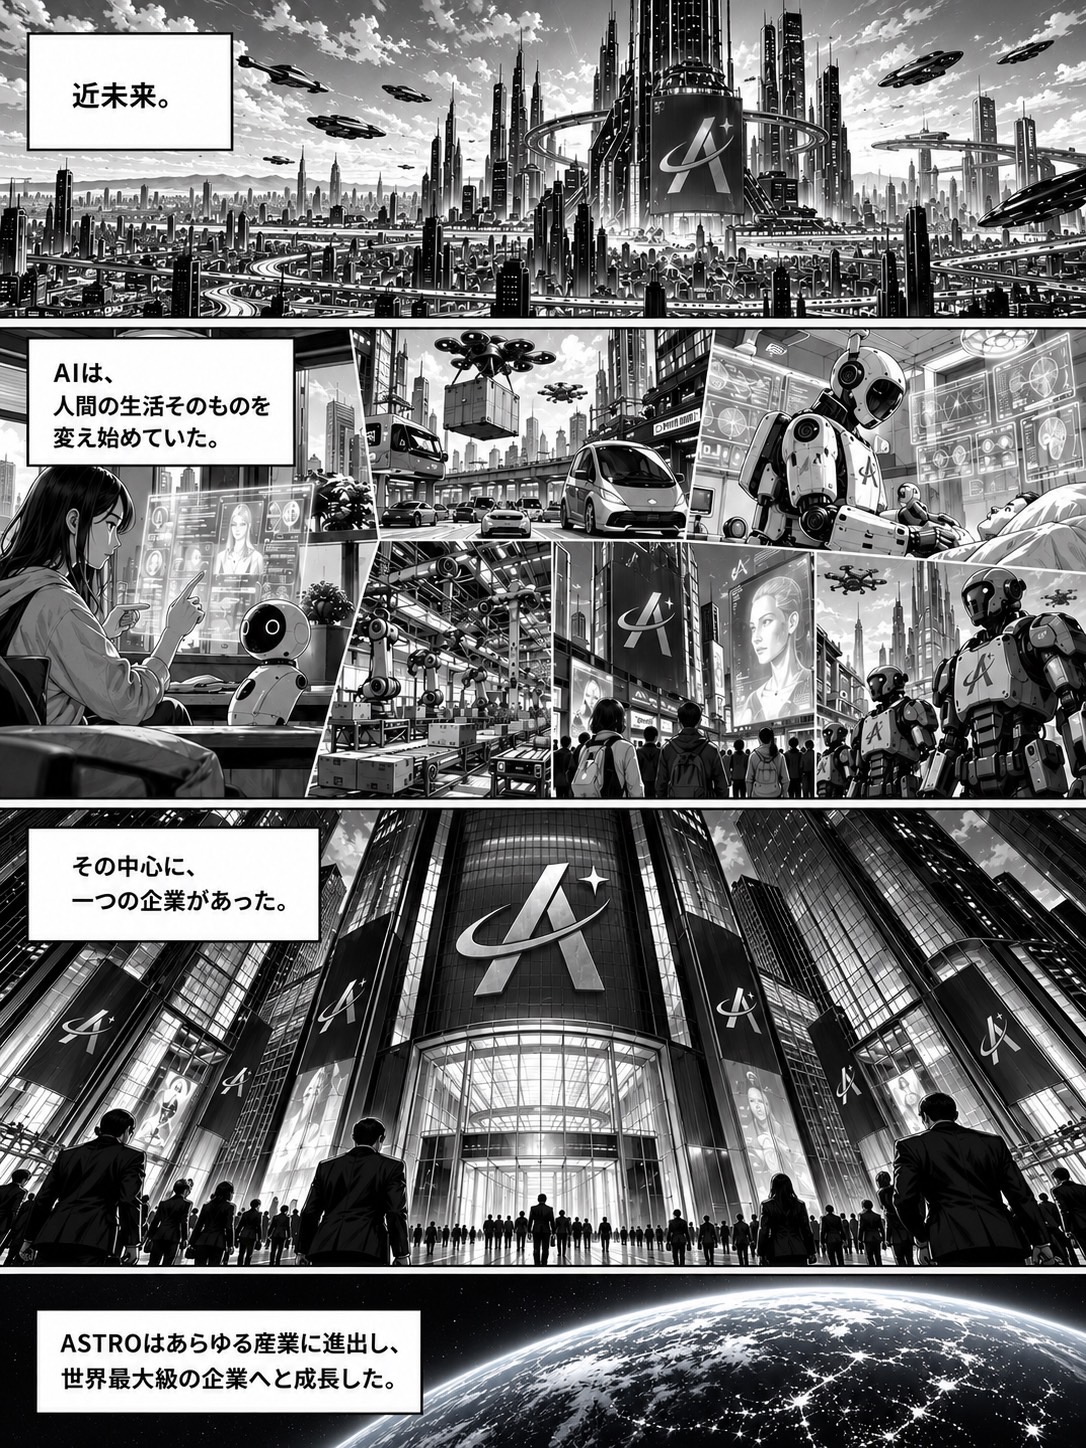 近未来。
AIは、
人間の生活そのものを
変え始めていた。
その中心に、
一つの企業があった。
ASTROはあらゆる産業に進出し、
世界最大級の企業へと成長した。